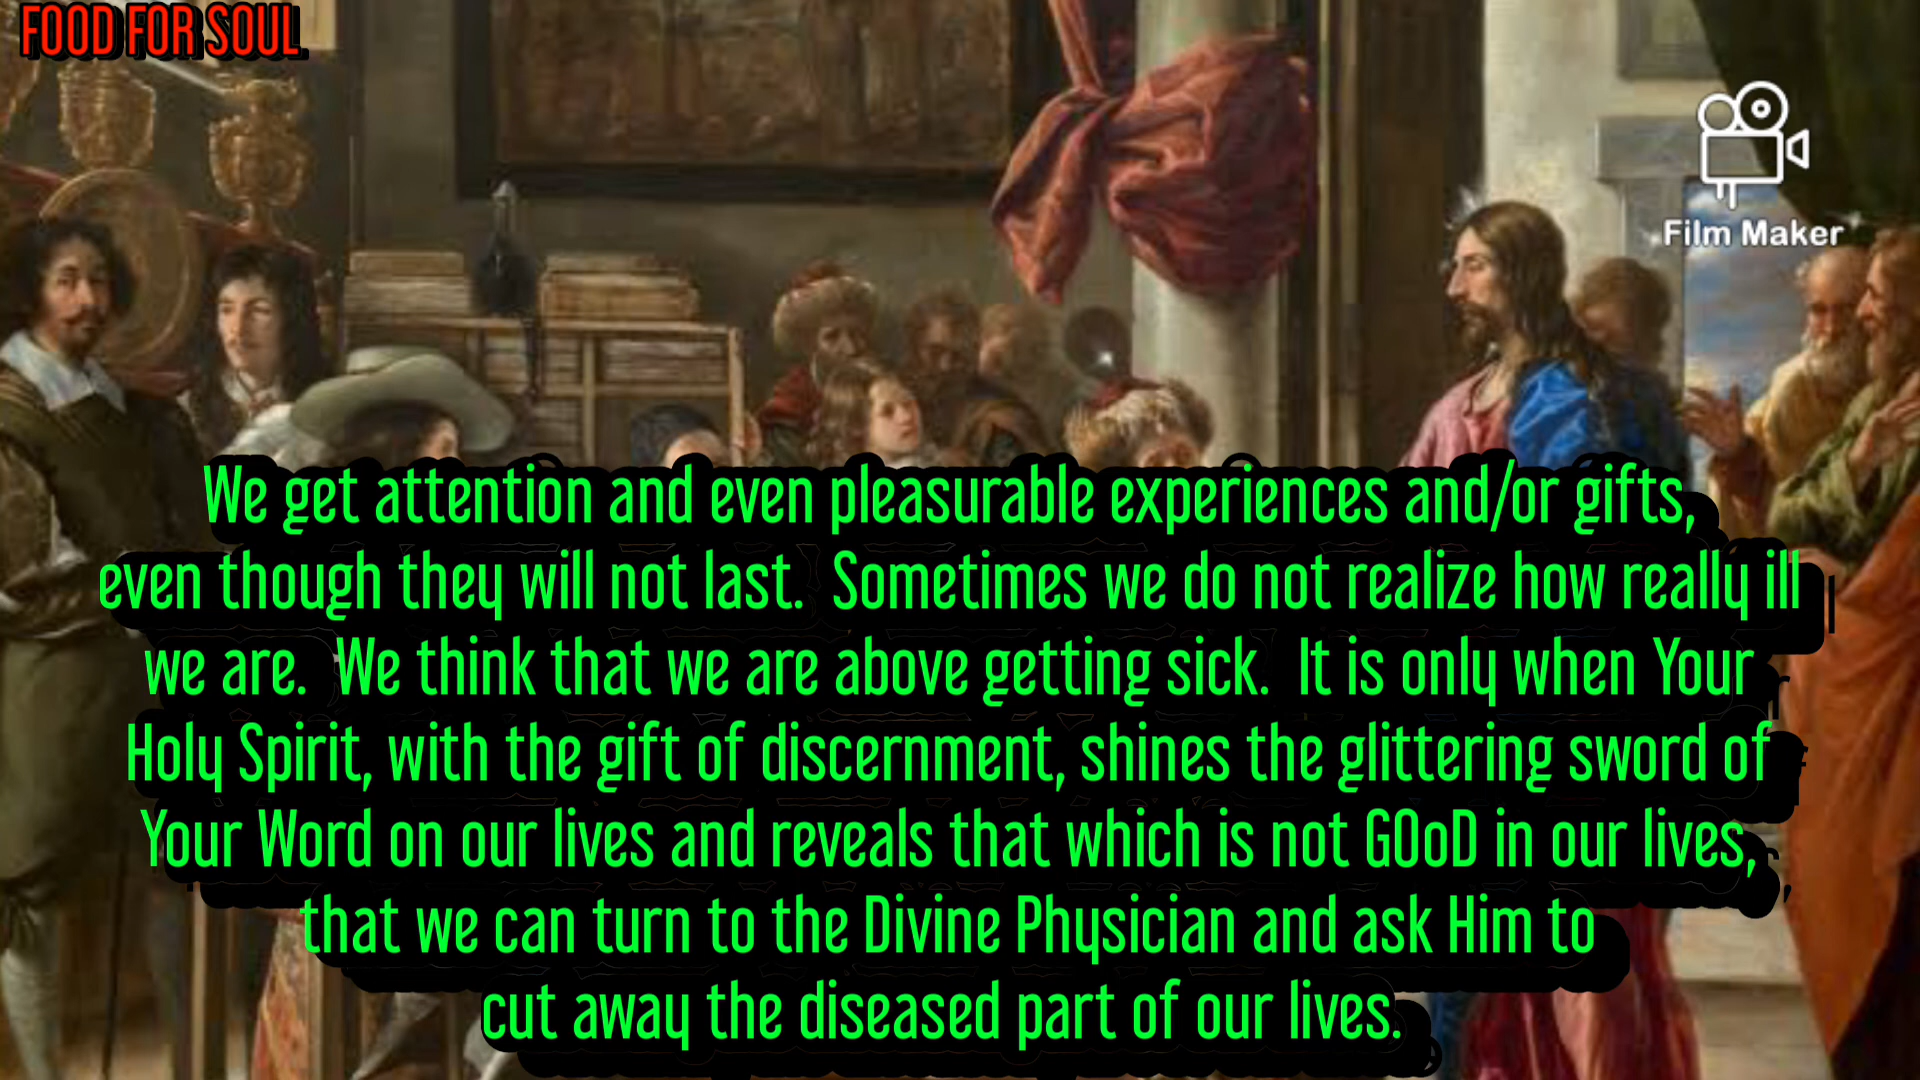 FOOD FOR SOUL
Film Maker
We get attention and even pleasurable experiences and/or gifts,
even though they will not last.  Sometimes we do not realize how really ill
we are.  We think that we are above getting sick.  It is only when Your
Holy Spirit, with the gift of discernment, shines the glittering sword of
Your Word on our lives and reveals that which is not GOoD in our lives,
that we can turn to the Divine Physician and ask Him to
cut away the diseased part of our lives.